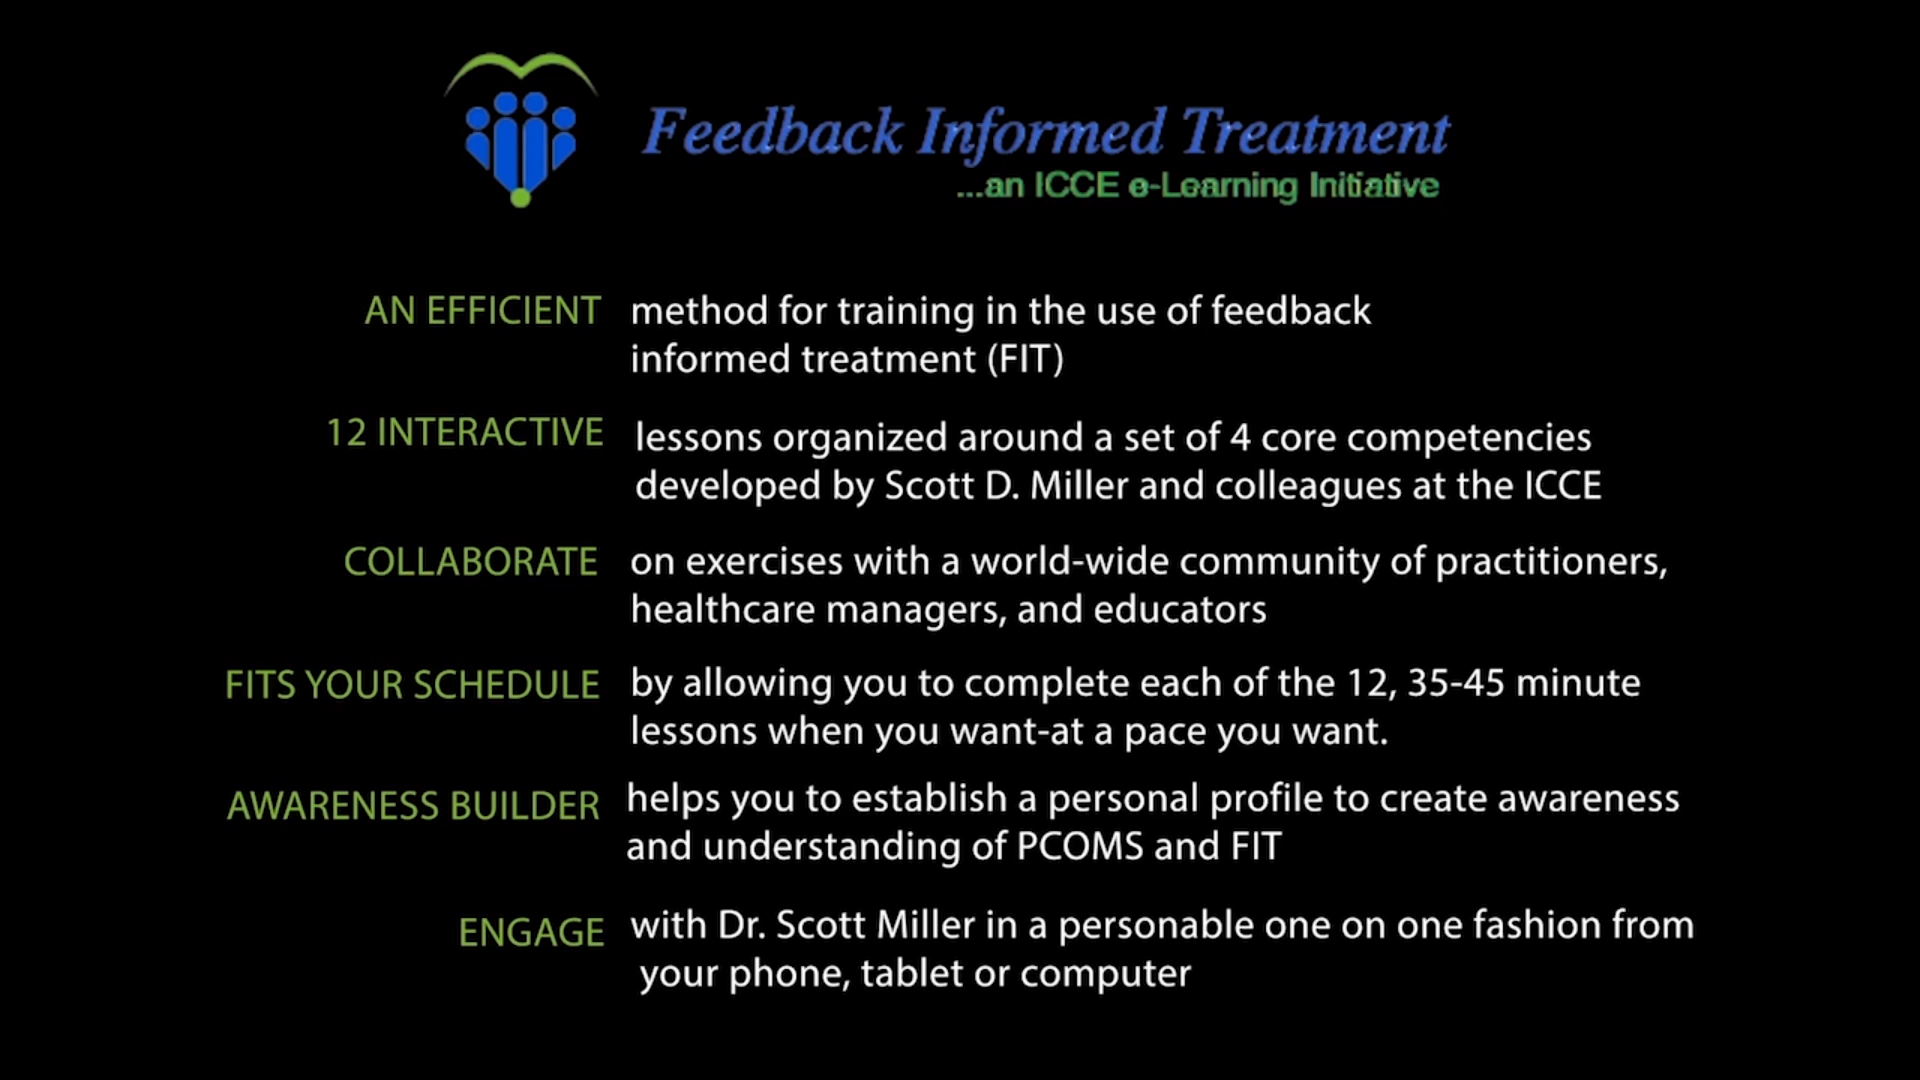 Feedback Informed Treatment
...an ICCE e-Learning Initiative
AN EFFICIENT method for training in the use of feedback
informed treatment (FIT)
12 INTERACTIVE lessons organized around a set of 4 core competencies
developed by Scott D. Miller and colleagues at the ICCE
COLLABORATE on exercises with a world-wide community of practitioners,
healthcare managers, and educators
FITS YOUR SCHEDULE by allowing you to complete each of the 12, 35-45 minute
lessons when you want-at a pace you want.
AWARENESS BUILDER helps you to establish a personal profile to create awareness
and understanding of PCOMS and FIT
ENGAGE with Dr. Scott Miller in a personable one on one fashion from
your phone, tablet or computer